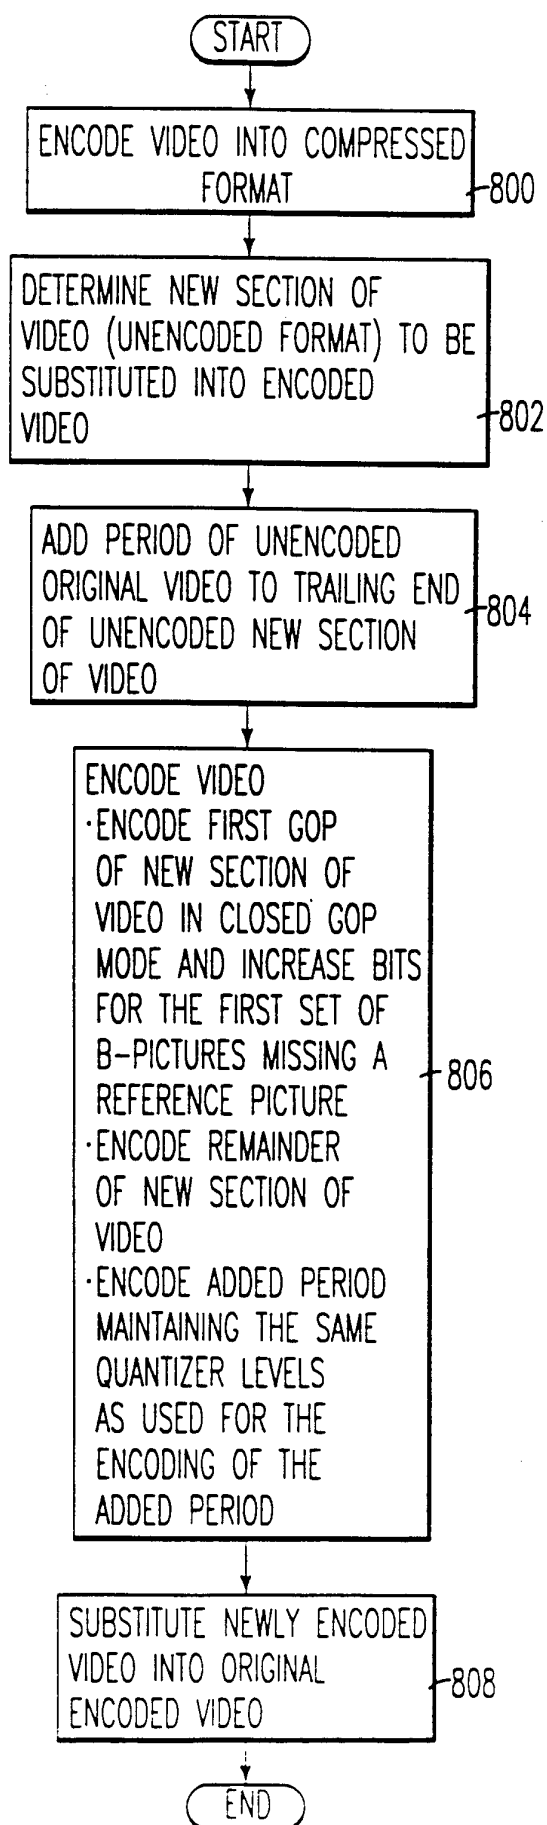 START
ENCODE VIDEO INTO COMPRESSED
FORMAT
800
DETERMINE NEW SECTION OF
VIDEO (UNENCODED FORMAT) TO BE
SUBSTITUTED INTO ENCODED
VIDEO
802
ADD PERIOD OF UNENCODED
ORIGINAL VIDEO TO TRAILING END
OF UNENCODED NEW SECTION
OF VIDEO
804
ENCODE VIDEO
·ENCODE FIRST GOP
OF NEW SECTION OF
VIDEO IN CLOSED GOP
MODE AND INCREASE BITS
FOR THE FIRST SET OF
B-PICTURES MISSING A
REFERENCE PICTURE
·ENCODE REMAINDER
OF NEW SECTION OF
VIDEO
·ENCODE ADDED PERIOD
MAINTAINING THE SAME
QUANTIZER LEVELS
AS USED FOR THE
ENCODING OF THE
ADDED PERIOD
806
SUBSTITUTE NEWLY ENCODED
VIDEO INTO ORIGINAL
ENCODED VIDEO
808
END